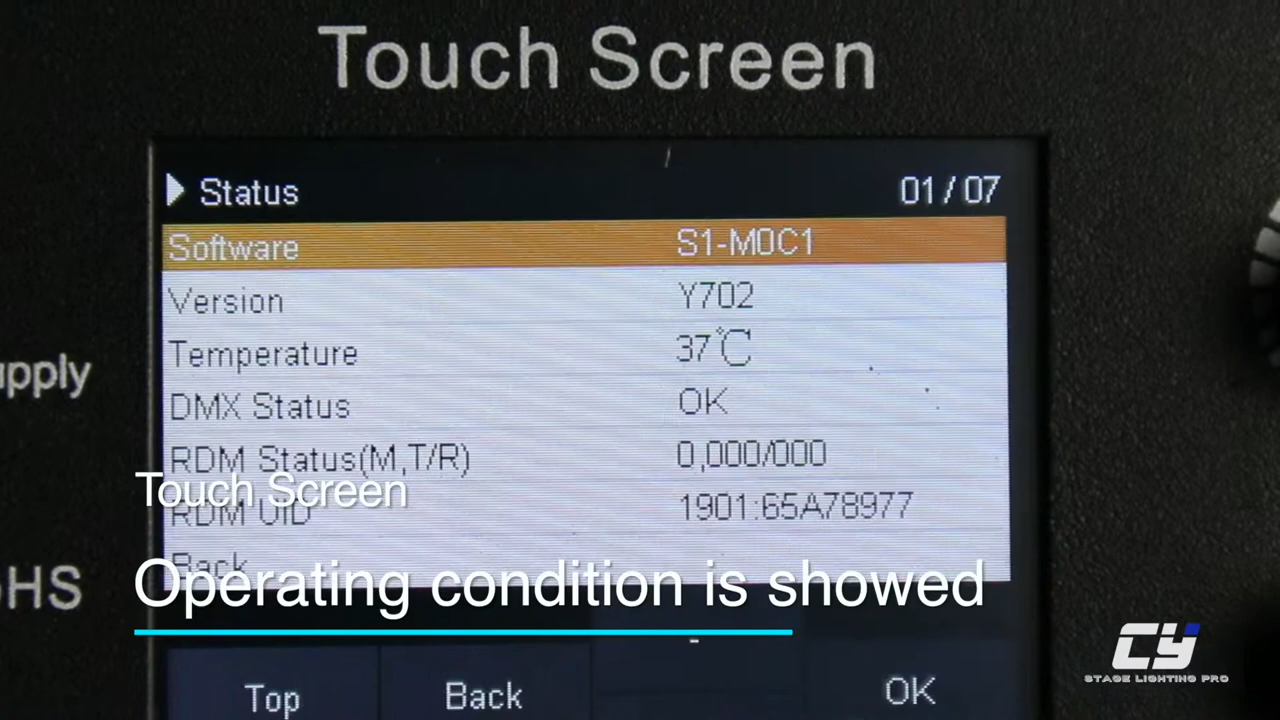 Touch Screen
Status 01/07
Software S1-M0C1
Version Y702
Temperature 37℃
DMX Status OK
RDM Status(M,T/R) 0,000/000
RDM UID 1901:65A78977
Back
Touch Screen
Operating condition is showed
Top Back - OK
CY
STAGE LIGHTING PRO